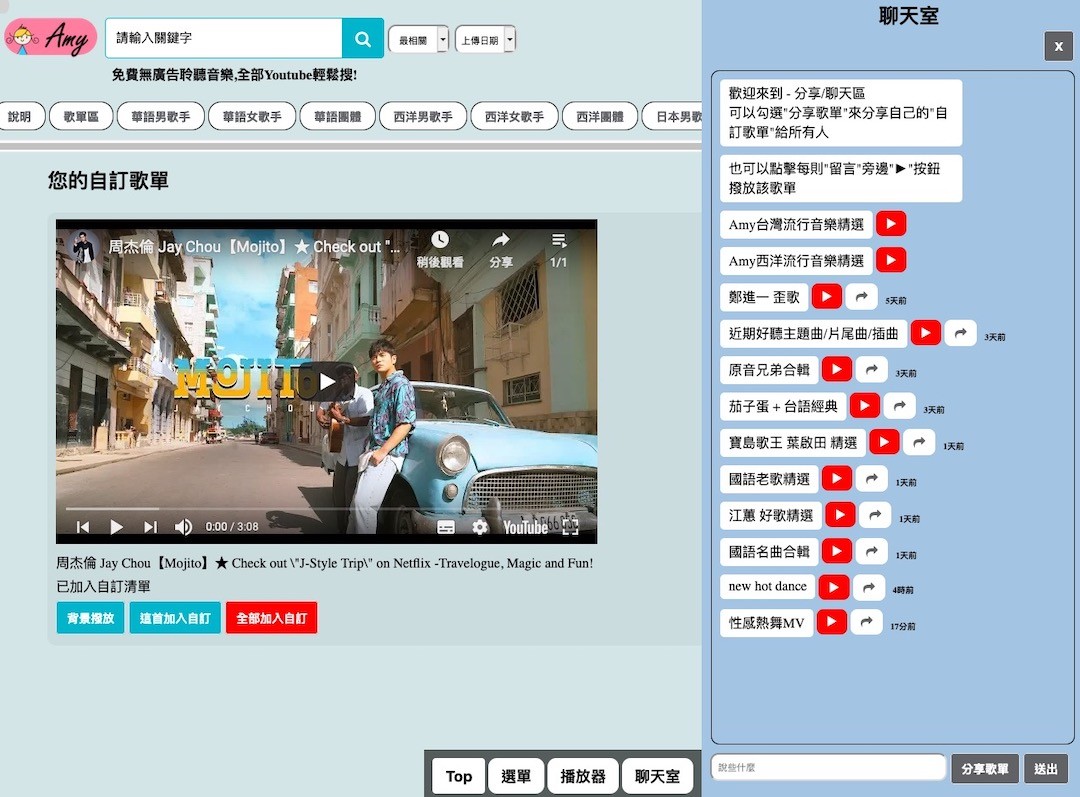 Amy
請輸入關鍵字
最相關
上傳日期
免費無廣告聆聽音樂,全部Youtube輕鬆搜!
說明
歌單區
華語男歌手
華語女歌手
華語團體
西洋男歌手
西洋女歌手
西洋團體
日本男歌
您的自訂歌單
周杰倫 Jay Chou【Mojito】★ Check out "...
稍後觀看
分享
1/1
MOJITO
J CHOU
0:00 / 3:08
YouTube
周杰倫 Jay Chou【Mojito】★ Check out \"J-Style Trip\" on Netflix -Travelogue, Magic and Fun!
已加入自訂清單
背景撥放
這首加入自訂
全部加入自訂
Top
選單
播放器
聊天室
聊天室
x
歡迎來到 - 分享/聊天區
可以勾選"分享歌單"來分享自己的"自
訂歌單"給所有人
也可以點擊每則"留言"旁邊"►"按鈕
撥放該歌單
Amy台灣流行音樂精選
Amy西洋流行音樂精選
鄭進一 歪歌 5天前
近期好聽主題曲/片尾曲/插曲 3天前
原音兄弟合輯 3天前
茄子蛋 + 台語經典 3天前
寶島歌王 葉啟田 精選 1天前
國語老歌精選 1天前
江蕙 好歌精選 1天前
國語名曲合輯 1天前
new hot dance 4時前
性感熱舞MV 17分前
說些什麼
分享歌單
送出